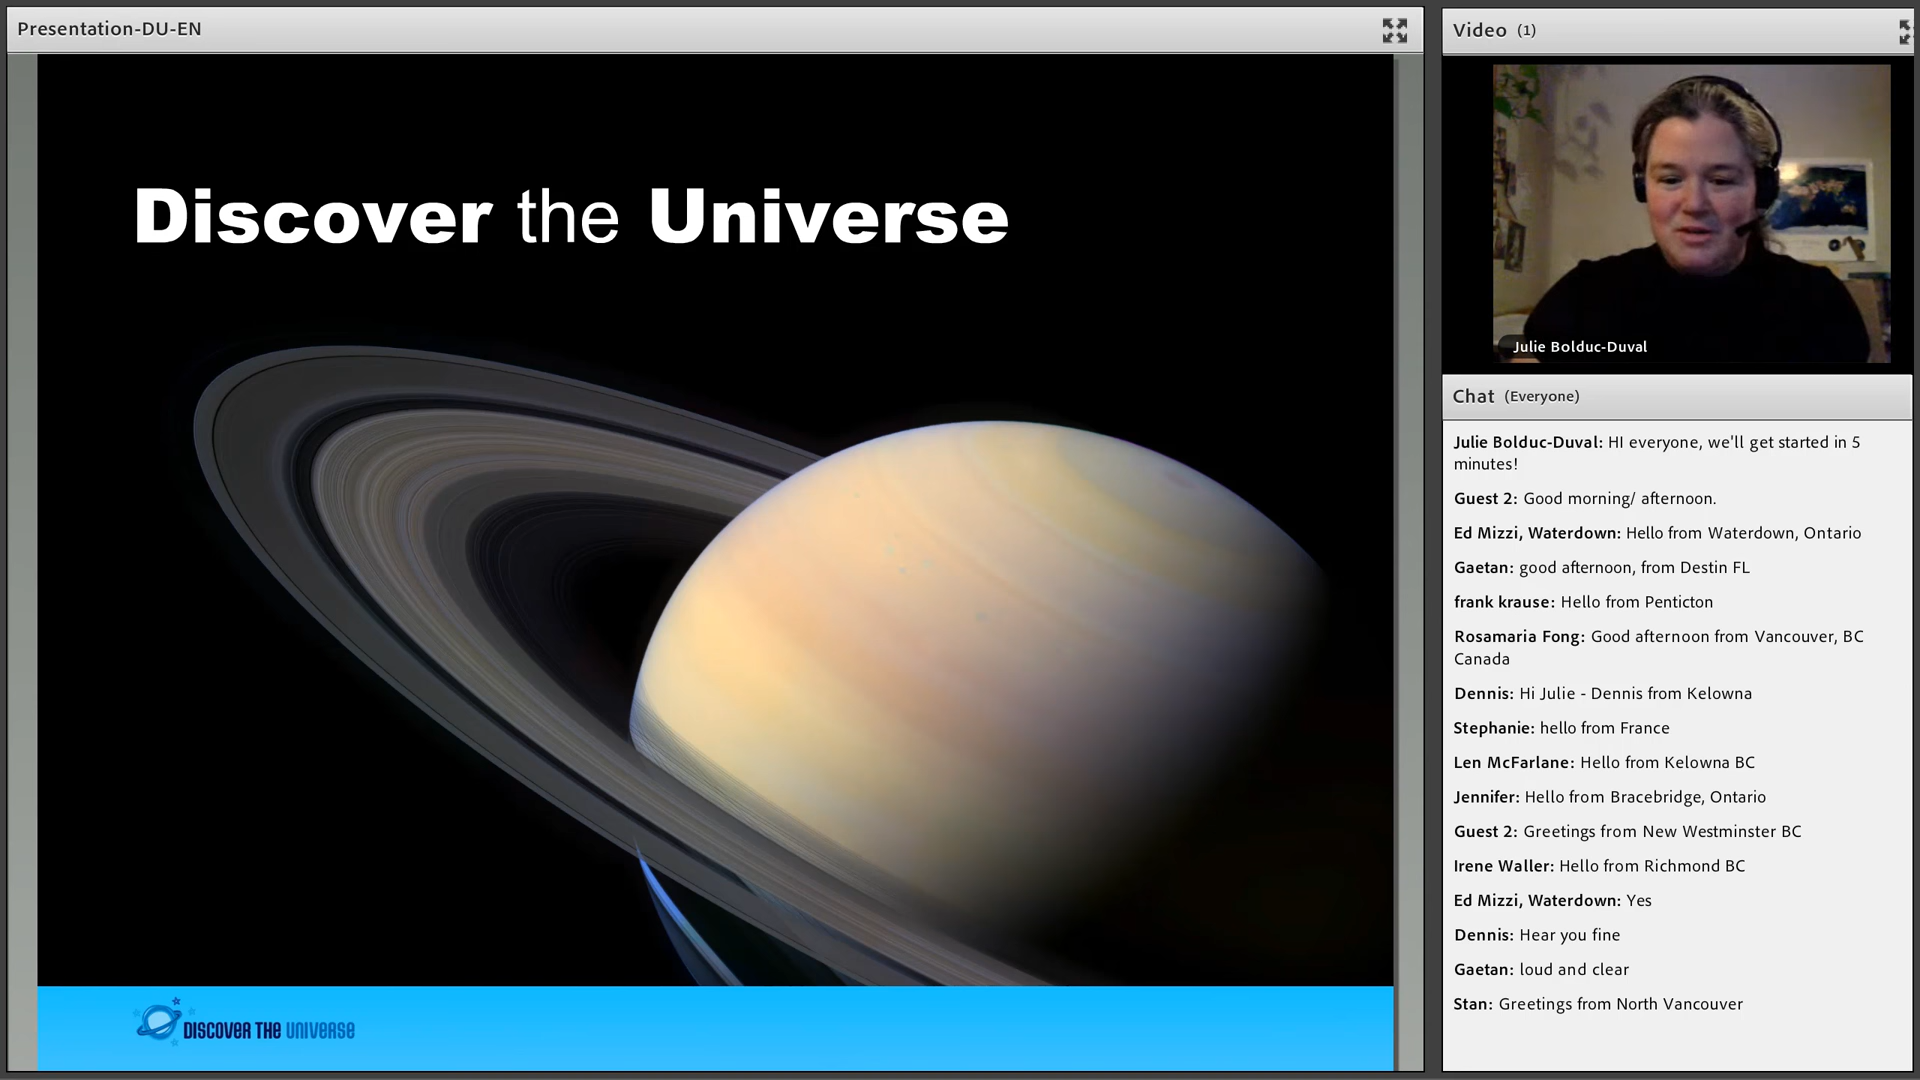 Presentation-DU-EN
Discover the Universe
DISCOVER THE UNIVERSE
Video (1)
Julie Bolduc-Duval
Chat (Everyone)
Julie Bolduc-Duval: HI everyone, we'll get started in 5
minutes!
Guest 2: Good morning/ afternoon.
Ed Mizzi, Waterdown: Hello from Waterdown, Ontario
Gaetan: good afternoon, from Destin FL
frank krause: Hello from Penticton
Rosamaria Fong: Good afternoon from Vancouver, BC
Canada
Dennis: Hi Julie - Dennis from Kelowna
Stephanie: hello from France
Len McFarlane: Hello from Kelowna BC
Jennifer: Hello from Bracebridge, Ontario
Guest 2: Greetings from New Westminster BC
Irene Waller: Hello from Richmond BC
Ed Mizzi, Waterdown: Yes
Dennis: Hear you fine
Gaetan: loud and clear
Stan: Greetings from North Vancouver